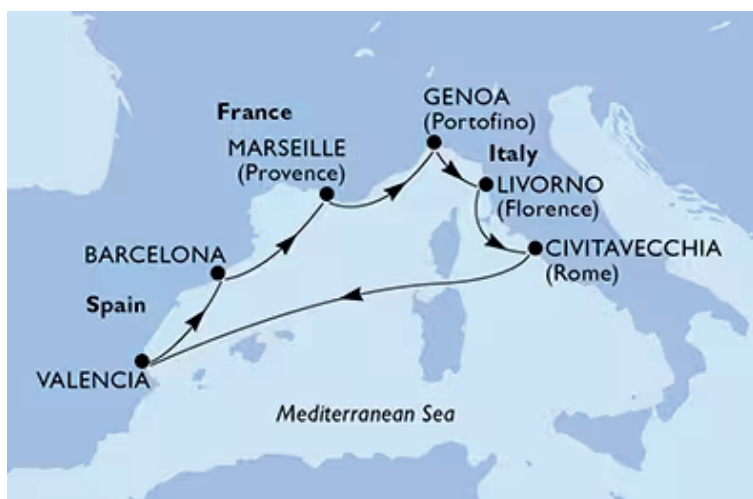 France
GENOA
(Portofino)
MARSEILLE
(Provence)
Italy
LIVORNO
(Florence)
BARCELONA
CIVITAVECCHIA
(Rome)
Spain
VALENCIA
Mediterranean Sea